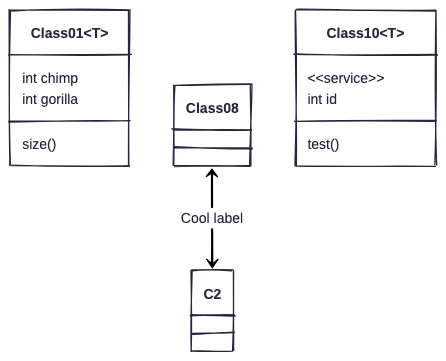 Class01<T>
int chimp
int gorilla
size()
Class08
Class10<T>
<<service>>
int id
test()
Cool label
C2